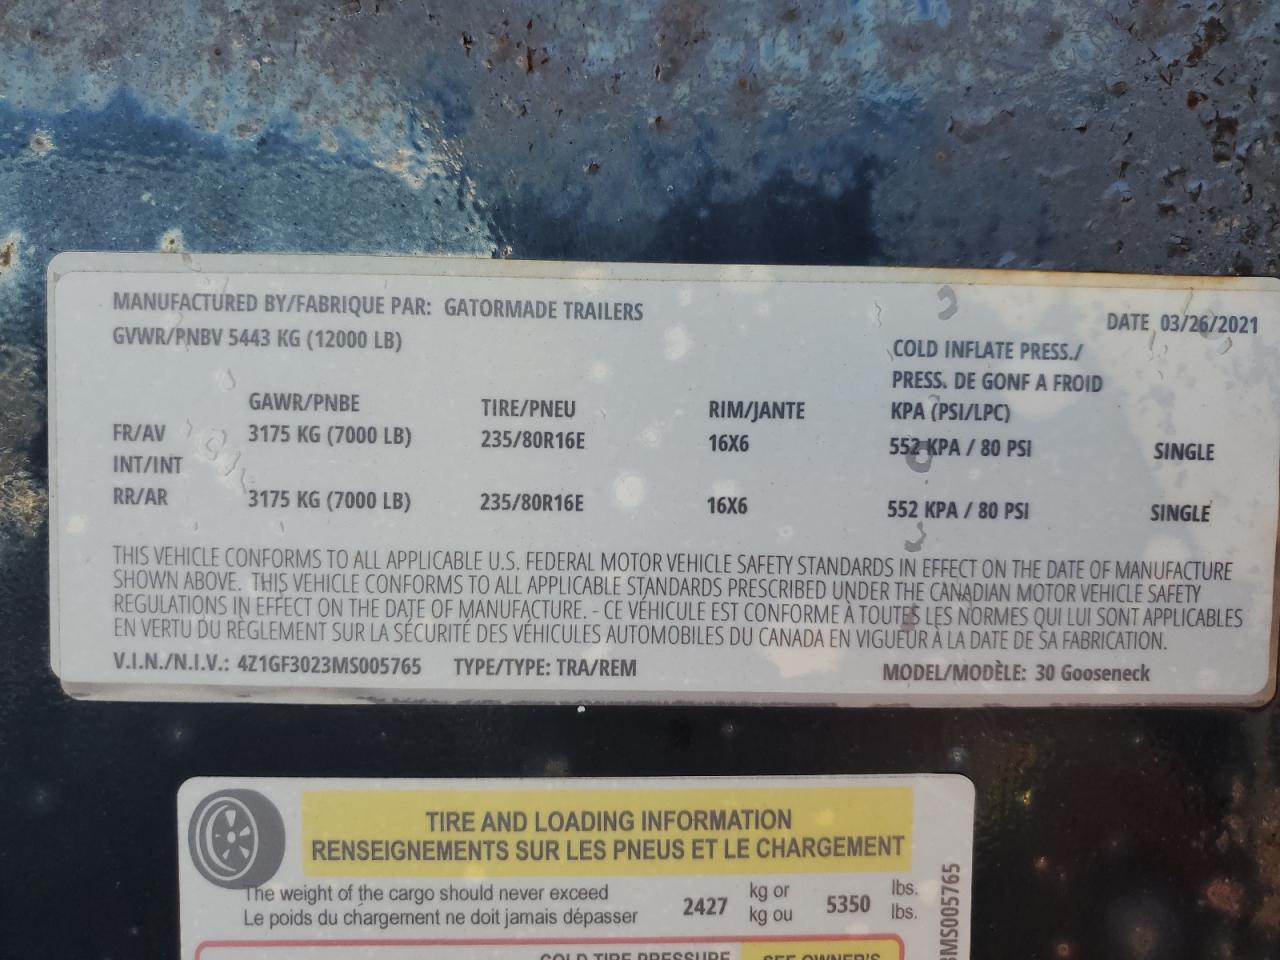 MANUFACTURED BY/FABRIQUE PAR: GATORMADE TRAILERS
DATE 03/26/2021
GVWR/PNBV 5443 KG (12000 LB)
COLD INFLATE PRESS./
PRESS. DE GONF A FROID
GAWR/PNBE TIRE/PNEU RIM/JANTE KPA (PSI/LPC)
FR/AV 3175 KG (7000 LB) 235/80R16E 16X6 552 KPA / 80 PSI SINGLE
INT/INT
RR/AR 3175 KG (7000 LB) 235/80R16E 16X6 552 KPA / 80 PSI SINGLE
THIS VEHICLE CONFORMS TO ALL APPLICABLE U.S. FEDERAL MOTOR VEHICLE SAFETY STANDARDS IN EFFECT ON THE DATE OF MANUFACTURE
SHOWN ABOVE. THIS VEHICLE CONFORMS TO ALL APPLICABLE STANDARDS PRESCRIBED UNDER THE CANADIAN MOTOR VEHICLE SAFETY
REGULATIONS IN EFFECT ON THE DATE OF MANUFACTURE. - CE VÉHICULE EST CONFORME À TOUTES LES NORMES QUI LUI SONT APPLICABLES
EN VERTU DU RÈGLEMENT SUR LA SÉCURITÉ DES VÉHICULES AUTOMOBILES DU CANADA EN VIGUEUR À LA DATE DE SA FABRICATION.
V.I.N./N.I.V.: 4Z1GF3023MS005765 TYPE/TYPE: TRA/REM MODEL/MODÈLE: 30 Gooseneck
TIRE AND LOADING INFORMATION
RENSEIGNEMENTS SUR LES PNEUS ET LE CHARGEMENT
The weight of the cargo should never exceed
Le poids du chargement ne doit jamais dépasser
2427
kg or
kg ou
5350
lbs.
lbs.
MS005765
COLD TIRE PRESSURE
SEE OWNER'S